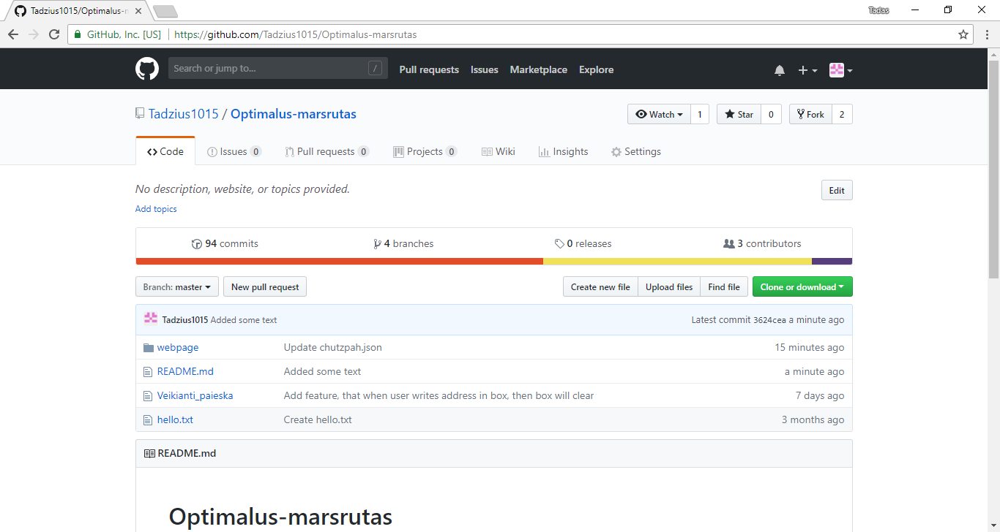 Tadzius1015/Optimalus-n
Tadas
GitHub, Inc. [US] https://github.com/Tadzius1015/Optimalus-marsrutas
Search or jump to... / Pull requests Issues Marketplace Explore
Tadzius1015 / Optimalus-marsrutas Watch 1 Star 0 Fork 2
Code Issues 0 Pull requests 0 Projects 0 Wiki Insights Settings
No description, website, or topics provided. Edit
Add topics
94 commits 4 branches 0 releases 3 contributors
Branch: master New pull request Create new file Upload files Find file Clone or download
Tadzius1015 Added some text Latest commit 3624cea a minute ago
webpage Update chutzpah.json 15 minutes ago
README.md Added some text a minute ago
Veikianti_paieska Add feature, that when user writes address in box, then box will clear 7 days ago
hello.txt Create hello.txt 3 months ago
README.md
Optimalus-marsrutas